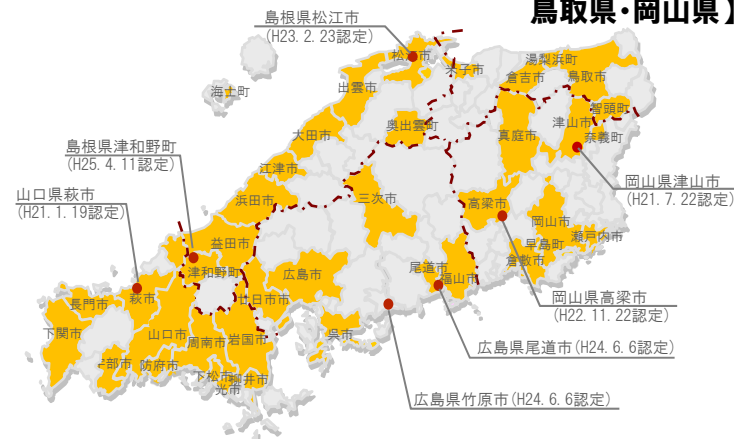 鳥取県・岡山県】
島根県松江市
(H23.2.23認定)
松江市
米子市
湯梨浜町
倉吉市
鳥取市
海士町
出雲市
智頭町
奥出雲町
津山市
大田市
真庭市
奈義町
島根県津和野町
(H25.4.11認定)
江津市
岡山県津山市
(H21.7.22認定)
山口県萩市
(H21.1.19認定)
浜田市
三次市
高梁市
岡山市
瀬戸内市
益田市
早島町
倉敷市
津和野町
広島市
尾道市
福山市
萩市
廿日市市
長門市
岡山県高梁市
(H22.11.22認定)
下関市
山口市
周南市
岩国市
呉市
広島県尾道市(H24.6.6認定)
宇部市
防府市
下松市
柳井市
光市
広島県竹原市(H24.6.6認定)